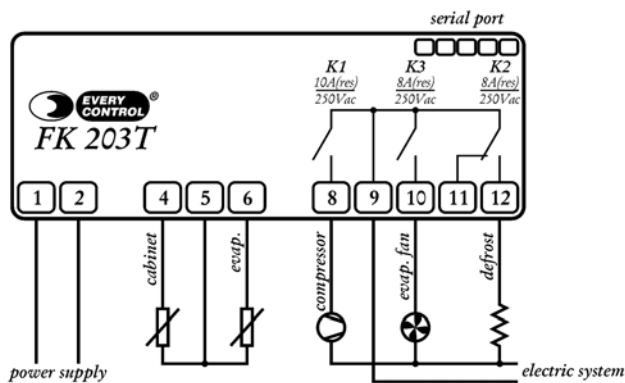 serial port
K1 K3 K2
10A(res) 8A(res) 8A(res)
250Vac 250Vac 250Vac
EVERY
CONTROL®
FK 203T
1 2 4 5 6 8 9 10 11 12
cabinet
evap.
compressor
evap. fan
defrost
power supply
electric system